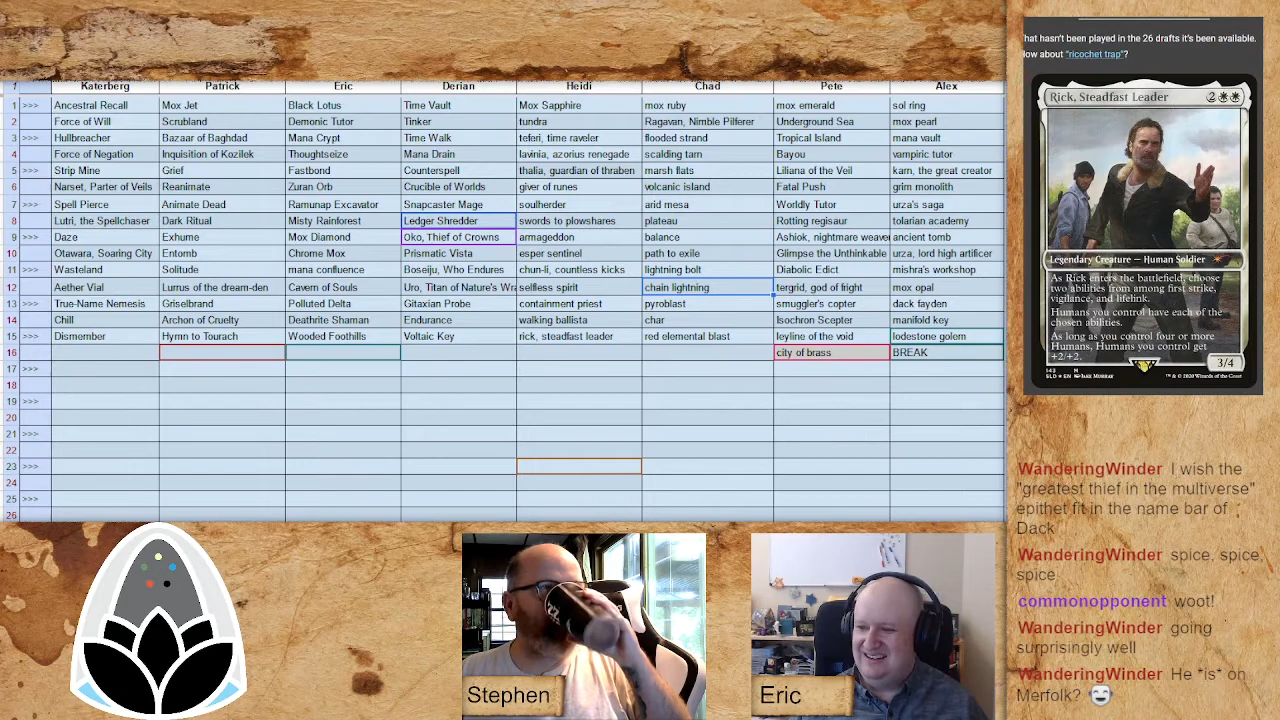 1 Katerberg Patrick Eric Derian Heidi Chad Pete Alex
1 >>> Ancestral Recall Mox Jet Black Lotus Time Vault Mox Sapphire mox ruby mox emerald sol ring
2 Force of Will Scrubland Demonic Tutor Tinker tundra Ragavan, Nimble Pilferer Underground Sea mox pearl
3 >>> Hullbreacher Bazaar of Baghdad Mana Crypt Time Walk teferi, time raveler flooded strand Tropical Island mana vault
4 Force of Negation Inquisition of Kozilek Thoughtseize Mana Drain lavinia, azorius renegade scalding tarn Bayou vampiric tutor
5 >>> Strip Mine Grief Fastbond Counterspell thalia, guardian of thraben marsh flats Liliana of the Veil karn, the great creator
6 Narset, Parter of Veils Reanimate Zuran Orb Crucible of Worlds giver of runes volcanic island Fatal Push grim monolith
7 >>> Spell Pierce Animate Dead Ramunap Excavator Snapcaster Mage soulherder arid mesa Worldly Tutor urza's saga
8 Lutri, the Spellchaser Dark Ritual Misty Rainforest Ledger Shredder swords to plowshares plateau Rotting regisaur tolarian academy
9 >>> Daze Exhume Mox Diamond Oko, Thief of Crowns armageddon balance Ashiok, nightmare weaver ancient tomb
10 Otawara, Soaring City Entomb Chrome Mox Prismatic Vista esper sentinel path to exile Glimpse the Unthinkable urza, lord high artificer
11 >>> Wasteland Solitude mana confluence Boseiju, Who Endures chun-li, countless kicks lightning bolt Diabolic Edict mishra's workshop
12 Aether Vial Lurrus of the dream-den Cavern of Souls Uro, Titan of Nature's Wra selfless spirit chain lightning tergrid, god of fright mox opal
13 >>> True-Name Nemesis Griselbrand Polluted Delta Gitaxian Probe containment priest pyroblast smuggler's copter dack fayden
14 Chill Archon of Cruelty Deathrite Shaman Endurance walking ballista char Isochron Scepter manifold key
15 >>> Dismember Hymn to Tourach Wooded Foothills Voltaic Key rick, steadfast leader red elemental blast leyline of the void lodestone golem
16 city of brass BREAK
17 >>>
18
19 >>>
20
21 >>>
22
23 >>>
24
25 >>>
26
hat hasn't been played in the 26 drafts it's been available.
low about "ricochet trap"?
Rick, Steadfast Leader 2
Legendary Creature — Human Soldier
As Rick enters the battlefield, choose
two abilities from among first strike,
vigilance, and lifelink.
Humans you control have each of the
chosen abilities.
As long as you control four or more
Humans, Humans you control get
+2/+2.
3/4
143 M
SLD EN
WanderingWinder I wish the
"greatest thief in the multiverse"
epithet fit in the name bar of
Dack
WanderingWinder spice, spice,
spice
commonopponent woot!
WanderingWinder going
surprisingly well
WanderingWinder He *is* on
Merfolk?
Stephen
Eric